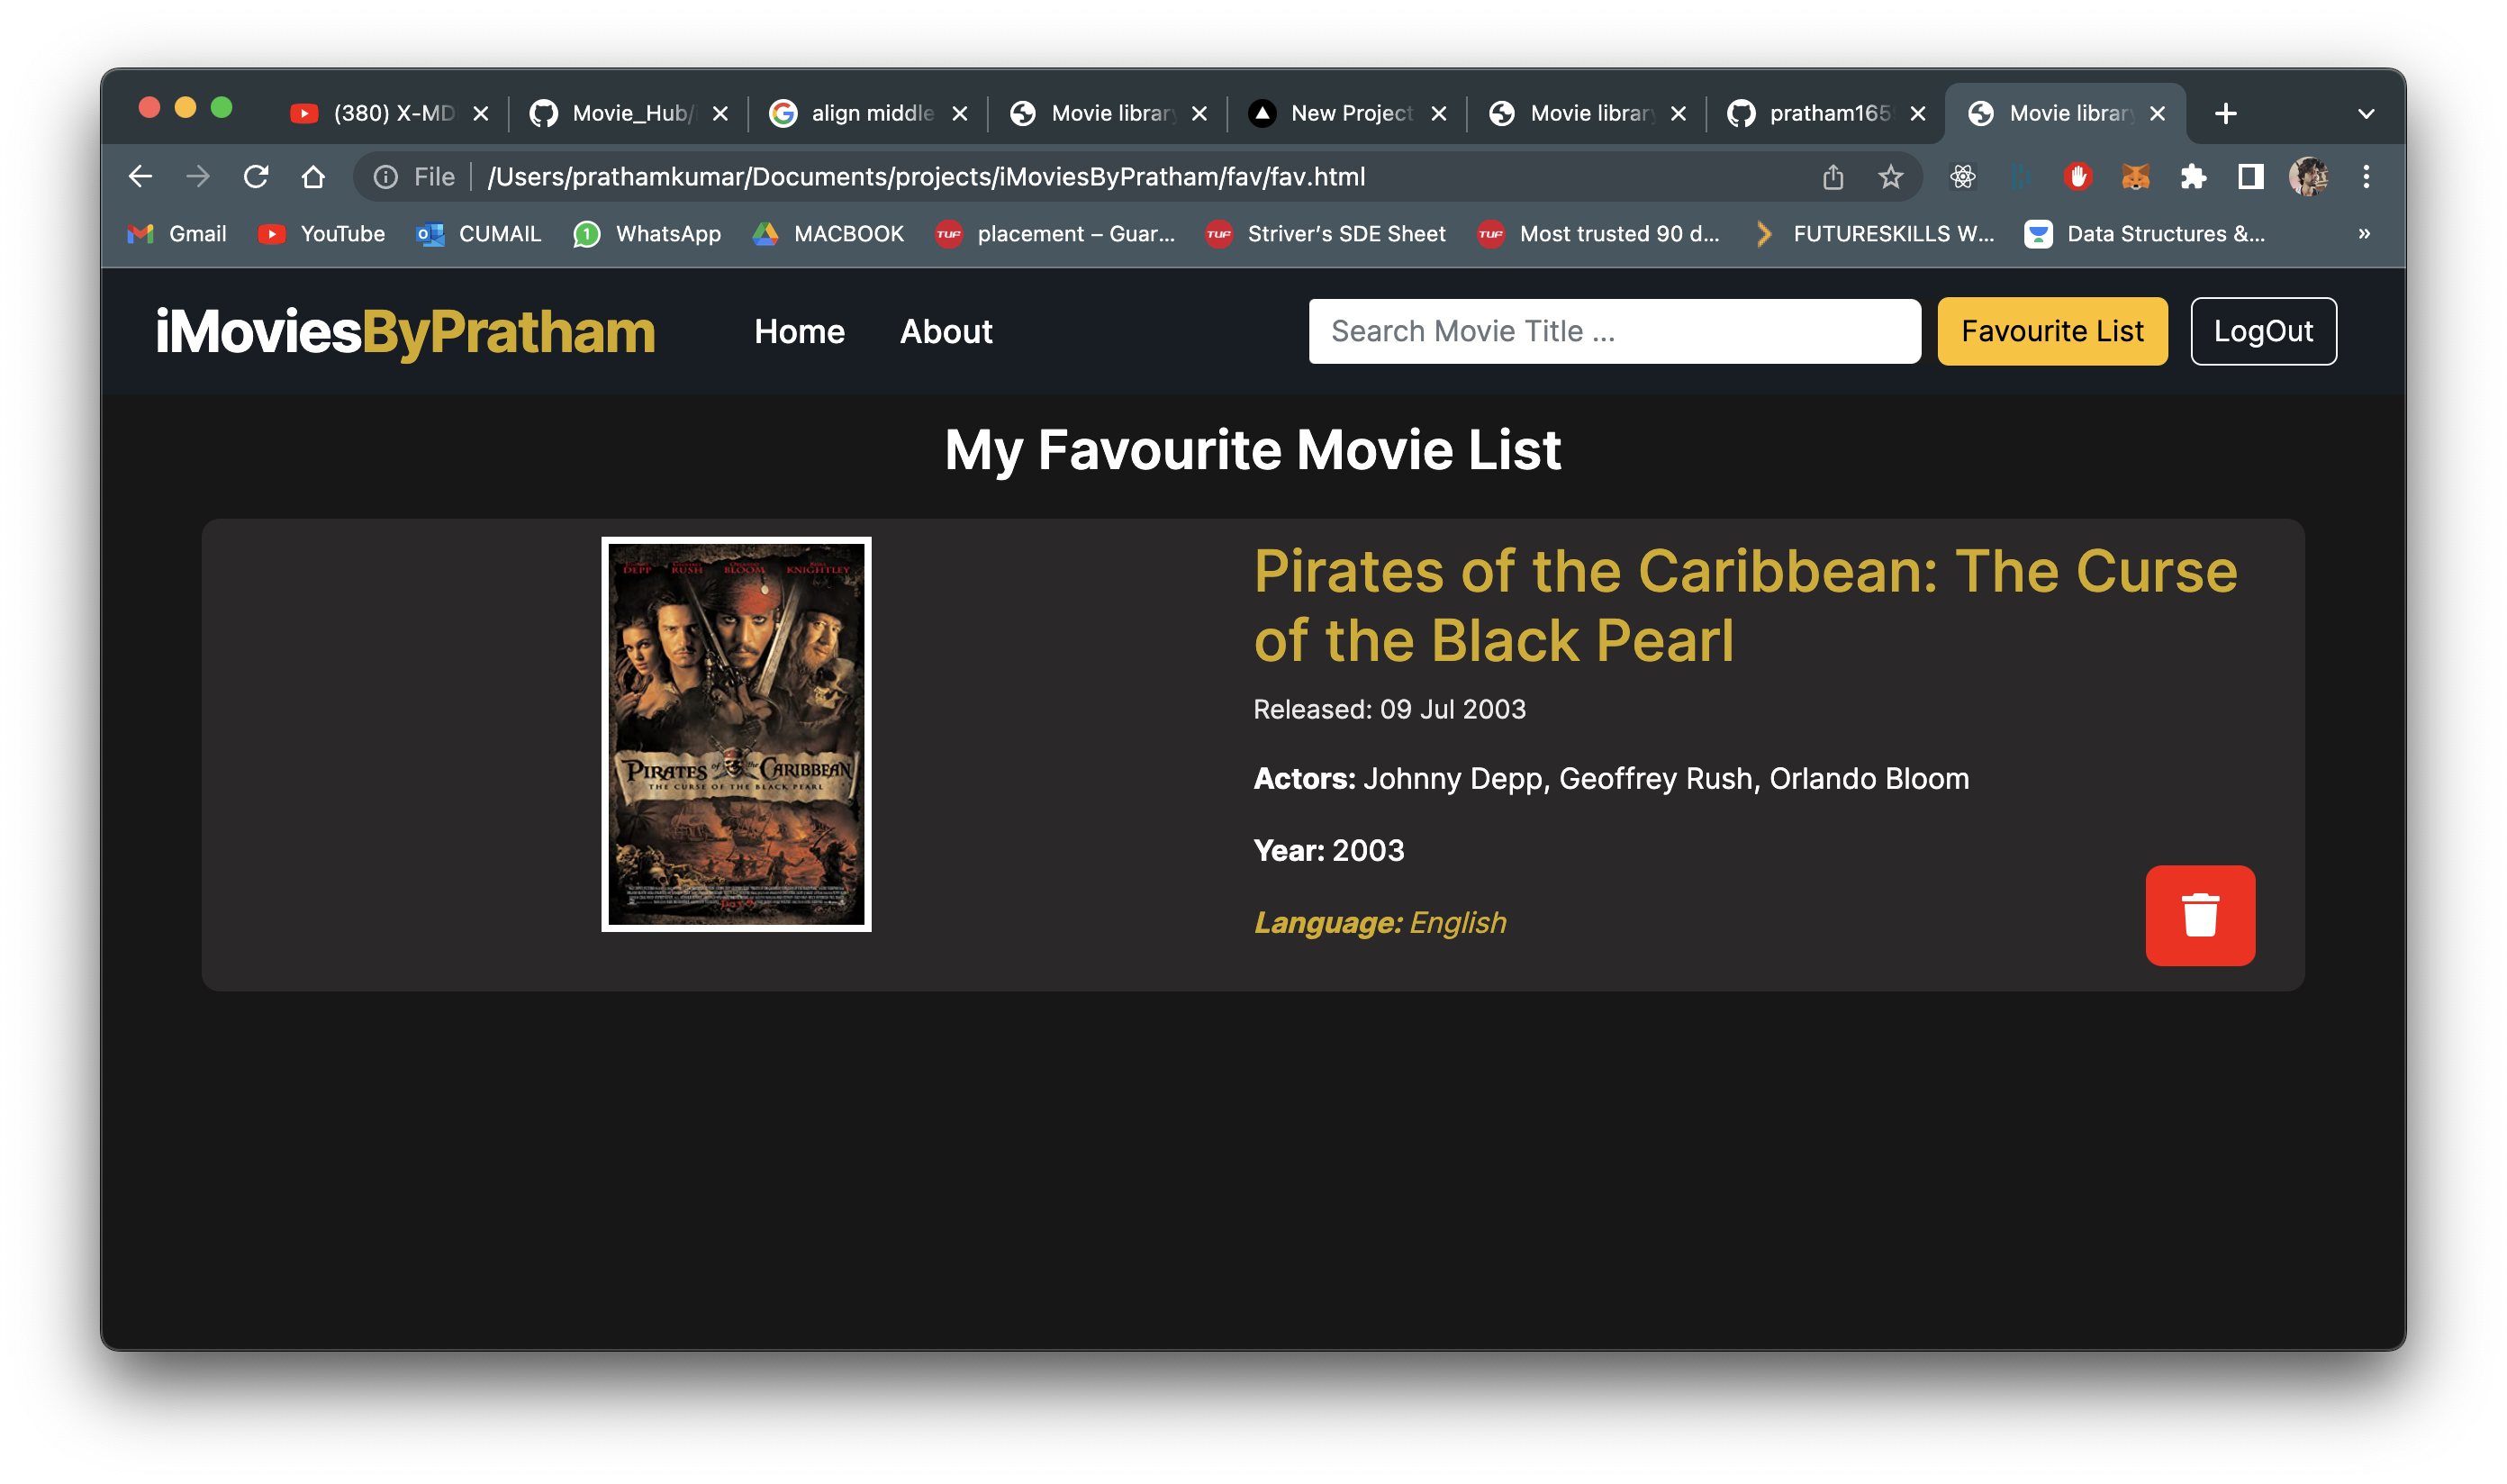 (380) X-MD
Movie_Hub/
align middle
Movie library
New Project
Movie library
pratham165
Movie library
File
/Users/prathamkumar/Documents/projects/iMoviesByPratham/fav/fav.html
Gmail
YouTube
CUMAIL
WhatsApp
MACBOOK
TUF
placement – Guar...
TUF
Striver’s SDE Sheet
TUF
Most trusted 90 d...
FUTURESKILLS W...
Data Structures &...
»
iMoviesByPratham
Home
About
Search Movie Title ...
Favourite List
LogOut
My Favourite Movie List
DEPP RUSH BLOOM KNIGHTLEY
PIRATES of the CARIBBEAN
THE CURSE OF THE BLACK PEARL
Pirates of the Caribbean: The Curse
of the Black Pearl
Released: 09 Jul 2003
Actors: Johnny Depp, Geoffrey Rush, Orlando Bloom
Year: 2003
Language: English